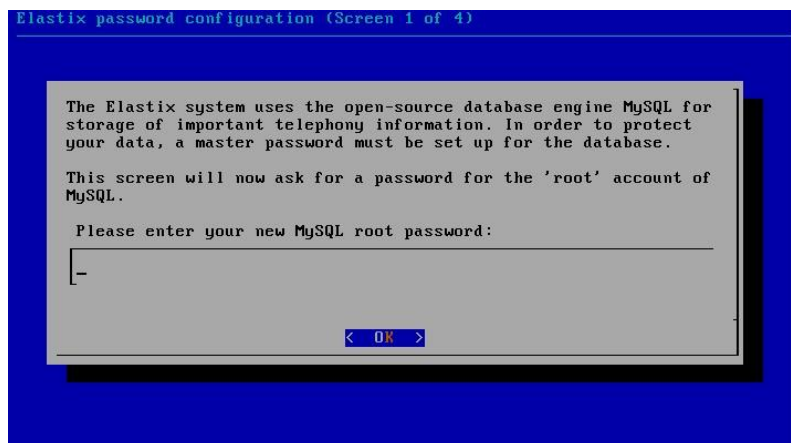 Elastix password configuration (Screen 1 of 4)
The Elastix system uses the open-source database engine MySQL for
storage of important telephony information. In order to protect
your data, a master password must be set up for the database.
This screen will now ask for a password for the 'root' account of
MySQL.
Please enter your new MySQL root password:
< OK >